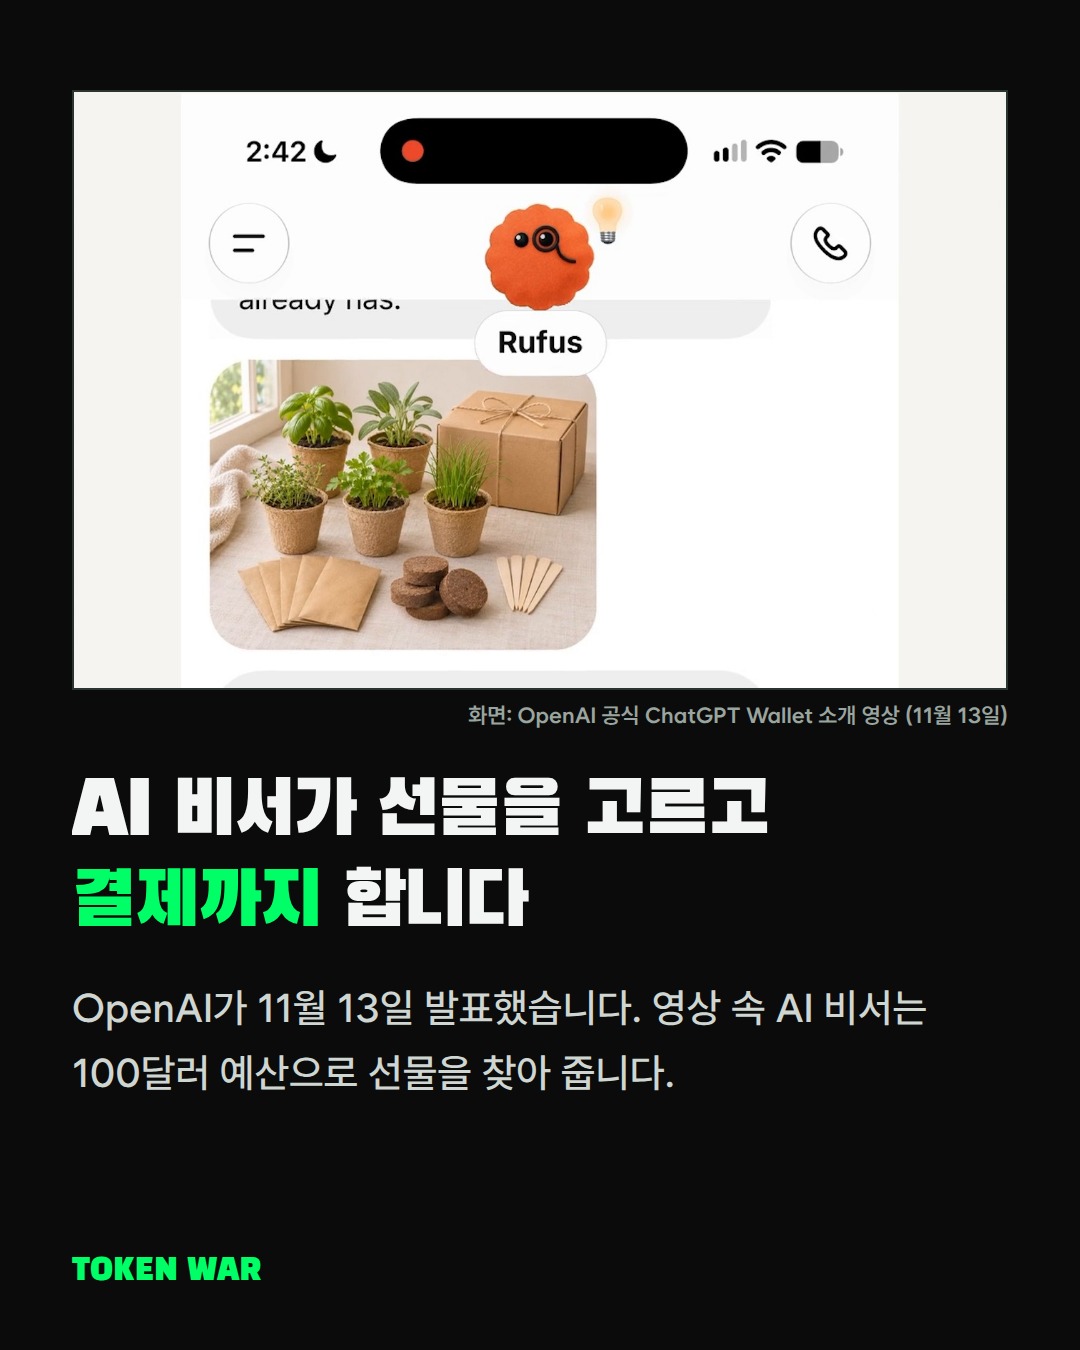 2:42
already has.
Rufus
화면: OpenAI 공식 ChatGPT Wallet 소개 영상 (11월 13일)
AI 비서가 선물을 고르고
결제까지 합니다
OpenAI가 11월 13일 발표했습니다. 영상 속 AI 비서는
100달러 예산으로 선물을 찾아 줍니다.
TOKEN WAR